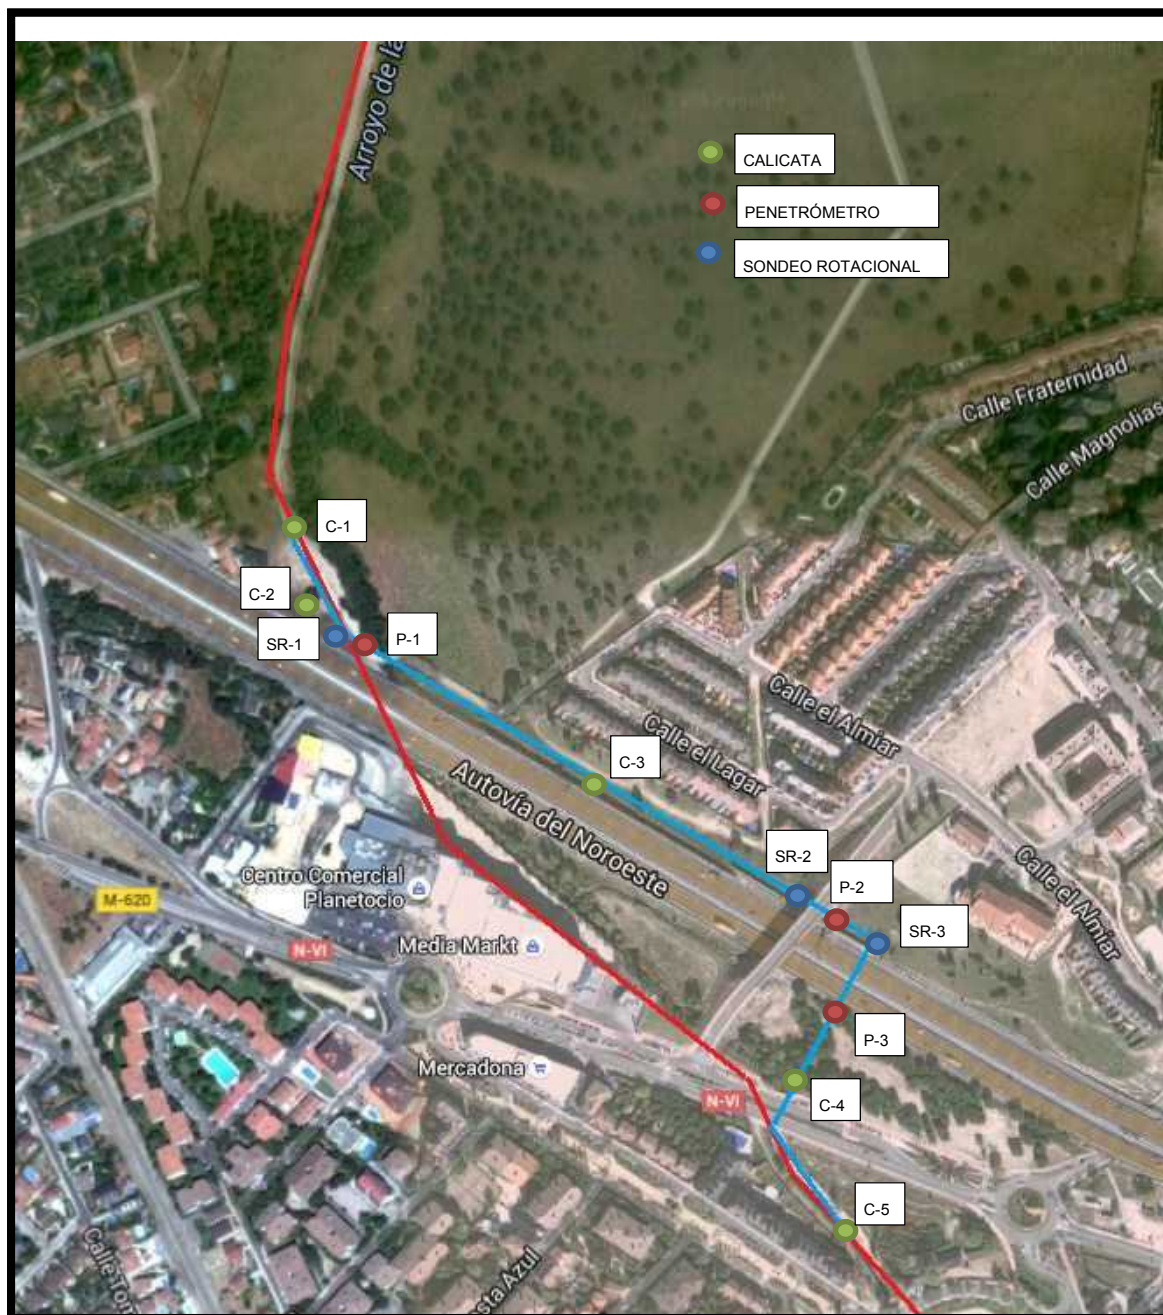 Arroyo de la
CALICATA
PENETRÓMETRO
SONDEO ROTACIONAL
Calle Fraternidad
Calle Magnolias
C-1
C-2
SR-1
P-1
Calle el Almiar
Calle el Lagar
C-3
Autovía del Noroeste
SR-2
Calle el Almiar
Centro Comercial
Planetocio
P-2
M-620
SR-3
Media Markt
N-VI
P-3
Mercadona
N-VI
C-4
C-5
Calle Tom
sta Azul